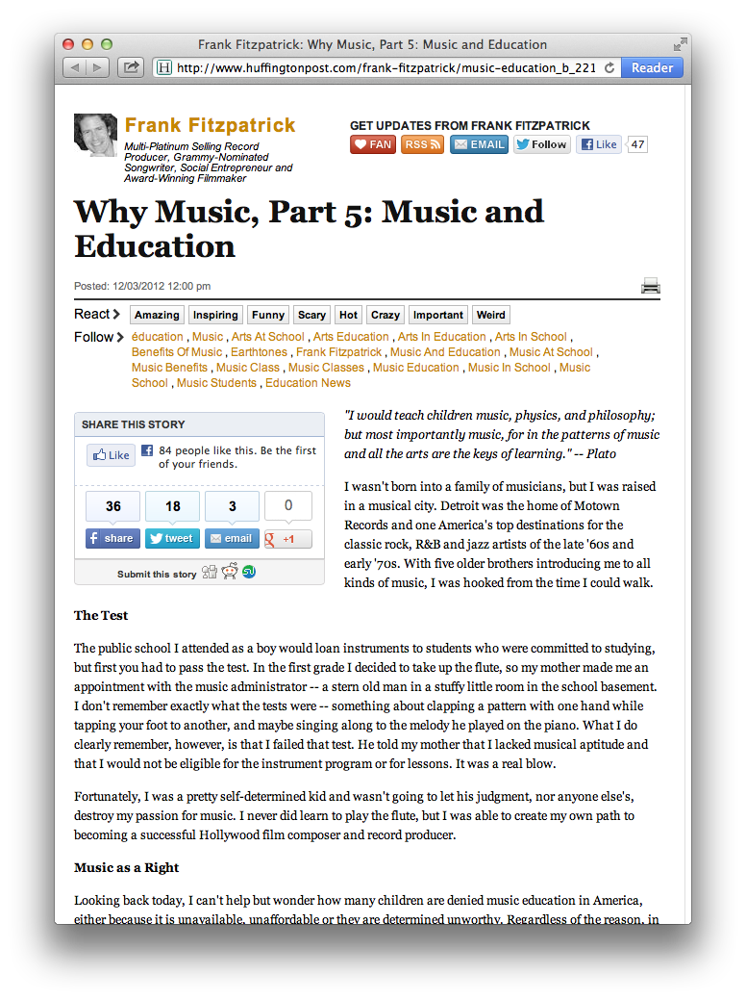 Frank Fitzpatrick: Why Music, Part 5: Music and Education
H http://www.huffingtonpost.com/frank-fitzpatrick/music-education_b_221 Reader
Frank Fitzpatrick
Multi-Platinum Selling Record
Producer, Grammy-Nominated
Songwriter, Social Entrepreneur and
Award-Winning Filmmaker
GET UPDATES FROM FRANK FITZPATRICK
FAN RSS EMAIL Follow Like 47
Why Music, Part 5: Music and
Education
Posted: 12/03/2012 12:00 pm
React Amazing Inspiring Funny Scary Hot Crazy Important Weird
Follow éducation , Music , Arts At School , Arts Education , Arts In Education , Arts In School ,
Benefits Of Music , Earthtones , Frank Fitzpatrick , Music And Education , Music At School ,
Music Benefits , Music Class , Music Classes , Music Education , Music In School , Music
School , Music Students , Education News
SHARE THIS STORY
Like 84 people like this. Be the first
of your friends.
36 18 3 0
share tweet email +1
Submit this story
"I would teach children music, physics, and philosophy;
but most importantly music, for in the patterns of music
and all the arts are the keys of learning." -- Plato
I wasn't born into a family of musicians, but I was raised
in a musical city. Detroit was the home of Motown
Records and one America's top destinations for the
classic rock, R&B and jazz artists of the late '60s and
early '70s. With five older brothers introducing me to all
kinds of music, I was hooked from the time I could walk.
The Test
The public school I attended as a boy would loan instruments to students who were committed to studying,
but first you had to pass the test. In the first grade I decided to take up the flute, so my mother made me an
appointment with the music administrator -- a stern old man in a stuffy little room in the school basement.
I don't remember exactly what the tests were -- something about clapping a pattern with one hand while
tapping your foot to another, and maybe singing along to the melody he played on the piano. What I do
clearly remember, however, is that I failed that test. He told my mother that I lacked musical aptitude and
that I would not be eligible for the instrument program or for lessons. It was a real blow.
Fortunately, I was a pretty self-determined kid and wasn't going to let his judgment, nor anyone else's,
destroy my passion for music. I never did learn to play the flute, but I was able to create my own path to
becoming a successful Hollywood film composer and record producer.
Music as a Right
Looking back today, I can't help but wonder how many children are denied music education in America,
either because it is unavailable, unaffordable or they are determined unworthy. Regardless of the reason, in